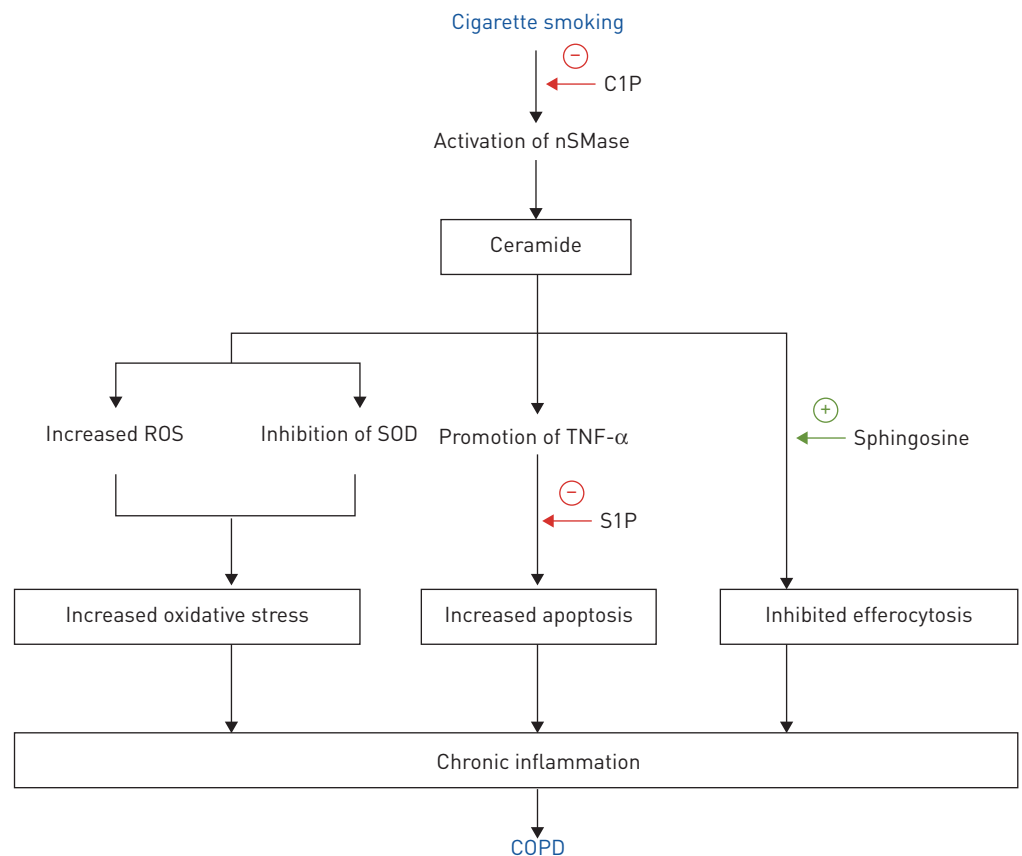 Cigarette smoking
−
C1P
Activation of nSMase
Ceramide
Increased ROS
Inhibition of SOD
Promotion of TNF-α
+
Sphingosine
−
S1P
Increased oxidative stress
Increased apoptosis
Inhibited efferocytosis
Chronic inflammation
COPD